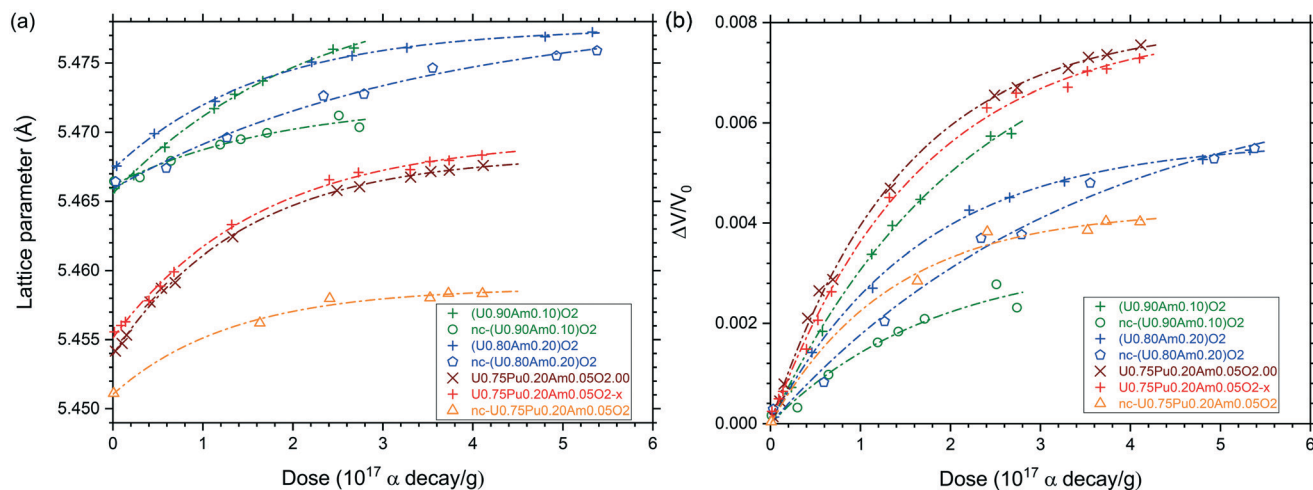 (a)
Lattice parameter (Å)
5.475
5.470
5.465
5.460
5.455
5.450
0
1
2
3
4
5
6
Dose (10¹⁷ α decay/g)
(U0.90Am0.10)O2
nc-(U0.90Am0.10)O2
(U0.80Am0.20)O2
nc-(U0.80Am0.20)O2
U0.75Pu0.20Am0.05O2.00
U0.75Pu0.20Am0.05O2-x
nc-U0.75Pu0.20Am0.05O2
(b)
ΔV/V₀
0.008
0.006
0.004
0.002
0.000
0
1
2
3
4
5
6
Dose (10¹⁷ α decay/g)
(U0.90Am0.10)O2
nc-(U0.90Am0.10)O2
(U0.80Am0.20)O2
nc-(U0.80Am0.20)O2
U0.75Pu0.20Am0.05O2.00
U0.75Pu0.20Am0.05O2-x
nc-U0.75Pu0.20Am0.05O2